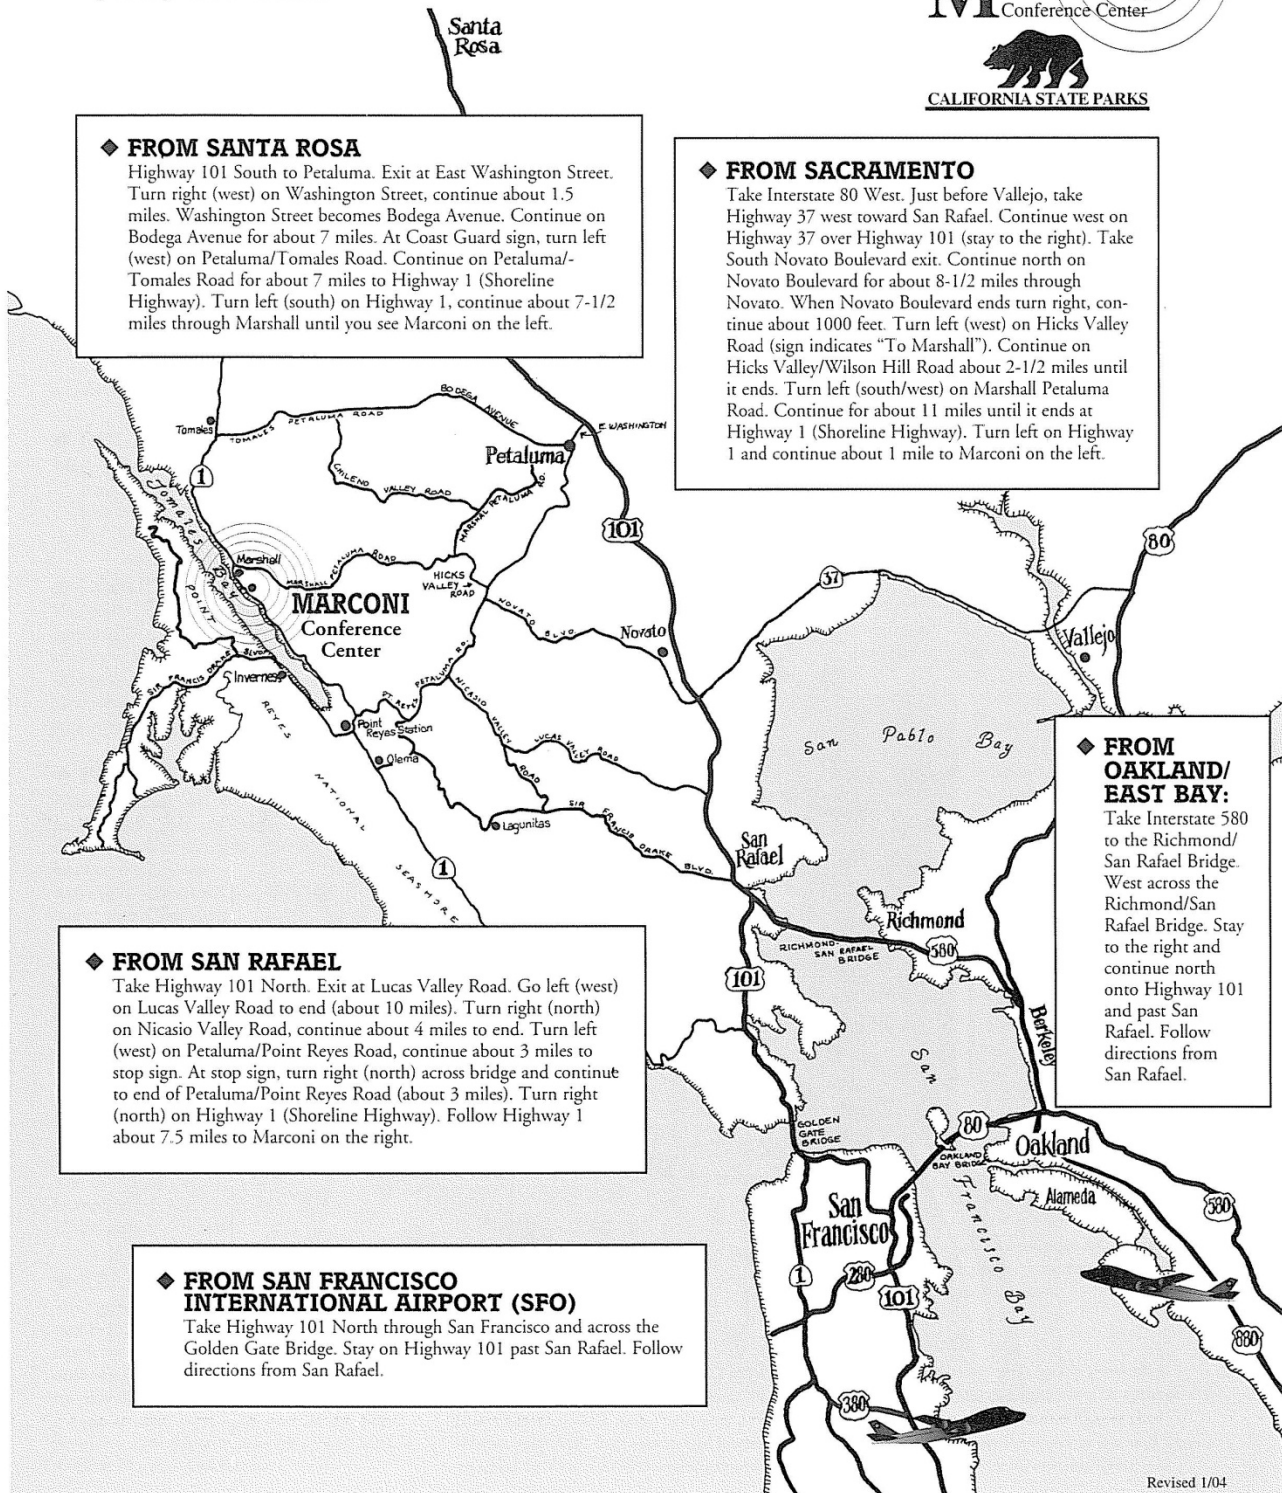 M
Conference Center
CALIFORNIA STATE PARKS
Santa
Rosa
FROM SANTA ROSA
Highway 101 South to Petaluma. Exit at East Washington Street.
Turn right (west) on Washington Street, continue about 1.5
miles. Washington Street becomes Bodega Avenue. Continue on
Bodega Avenue for about 7 miles. At Coast Guard sign, turn left
(west) on Petaluma/Tomales Road. Continue on Petaluma/-
Tomales Road for about 7 miles to Highway 1 (Shoreline
Highway). Turn left (south) on Highway 1, continue about 7-1/2
miles through Marshall until you see Marconi on the left.
FROM SACRAMENTO
Take Interstate 80 West. Just before Vallejo, take
Highway 37 west toward San Rafael. Continue west on
Highway 37 over Highway 101 (stay to the right). Take
South Novato Boulevard exit. Continue north on
Novato Boulevard for about 8-1/2 miles through
Novato. When Novato Boulevard ends turn right, con-
tinue about 1000 feet. Turn left (west) on Hicks Valley
Road (sign indicates "To Marshall"). Continue on
Hicks Valley/Wilson Hill Road about 2-1/2 miles until
it ends. Turn left (south/west) on Marshall Petaluma
Road. Continue for about 11 miles until it ends at
Highway 1 (Shoreline Highway). Turn left on Highway
1 and continue about 1 mile to Marconi on the left.
BODEGA AVENUE
Tomales
TOMALES PETALUMA ROAD
E. WASHINGTON
Petaluma
1
CHILENO VALLEY ROAD
MARSHAL PETALUMA RD.
101
80
Tomales Bay
Marshall
MARSHALL PETALUMA ROAD
HICKS
VALLEY
ROAD
37
MARCONI
Conference
Center
NOVATO BLVD
Novato
Vallejo
POINT
REYES
NATIONAL
SEASHORE
SIR FRANCIS DRAKE BLVD.
Inverness
PT. REYES PETALUMA RD.
NICASIO VALLEY
ROAD
LUCAS VALLEY ROAD
Point
Reyes Station
Olema
San Pablo Bay
Lagunitas
SIR FRANCIS DRAKE BLVD.
San
Rafael
1
FROM
OAKLAND/
EAST BAY:
Take Interstate 580
to the Richmond/
San Rafael Bridge.
West across the
Richmond/San
Rafael Bridge. Stay
to the right and
continue north
onto Highway 101
and past San
Rafael. Follow
directions from
San Rafael.
Richmond
RICHMOND-
SAN RAFAEL
BRIDGE
580
101
Berkeley
FROM SAN RAFAEL
Take Highway 101 North. Exit at Lucas Valley Road. Go left (west)
on Lucas Valley Road to end (about 10 miles). Turn right (north)
on Nicasio Valley Road, continue about 4 miles to end. Turn left
(west) on Petaluma/Point Reyes Road, continue about 3 miles to
stop sign. At stop sign, turn right (north) across bridge and continue
to end of Petaluma/Point Reyes Road (about 3 miles). Turn right
(north) on Highway 1 (Shoreline Highway). Follow Highway 1
about 7.5 miles to Marconi on the right.
San Francisco Bay
GOLDEN
GATE
BRIDGE
80
OAKLAND
BAY BRIDGE
Oakland
Alameda
580
San
Francisco
1
280
101
880
380
FROM SAN FRANCISCO
INTERNATIONAL AIRPORT (SFO)
Take Highway 101 North through San Francisco and across the
Golden Gate Bridge. Stay on Highway 101 past San Rafael. Follow
directions from San Rafael.
Revised 1/04